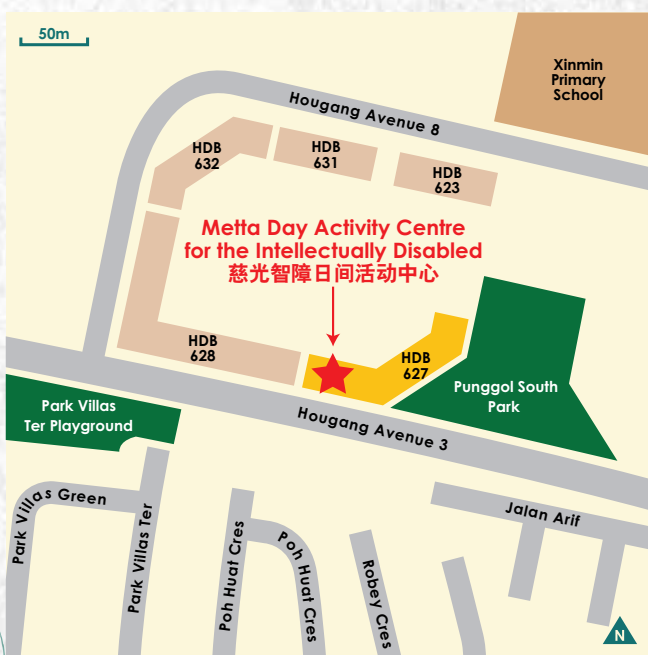 50m
Xinmin
Primary
School
Hougang Avenue 8
HDB
632
HDB
631
HDB
623
Metta Day Activity Centre
for the Intellectually Disabled
慈光智障日间活动中心
HDB
628
HDB
627
Punggol South
Park
Park Villas
Ter Playground
Hougang Avenue 3
Park Villas Green
Park Villas Ter
Poh Huat Cres
Poh Huat Cres
Robey Cres
Jalan Arif
N